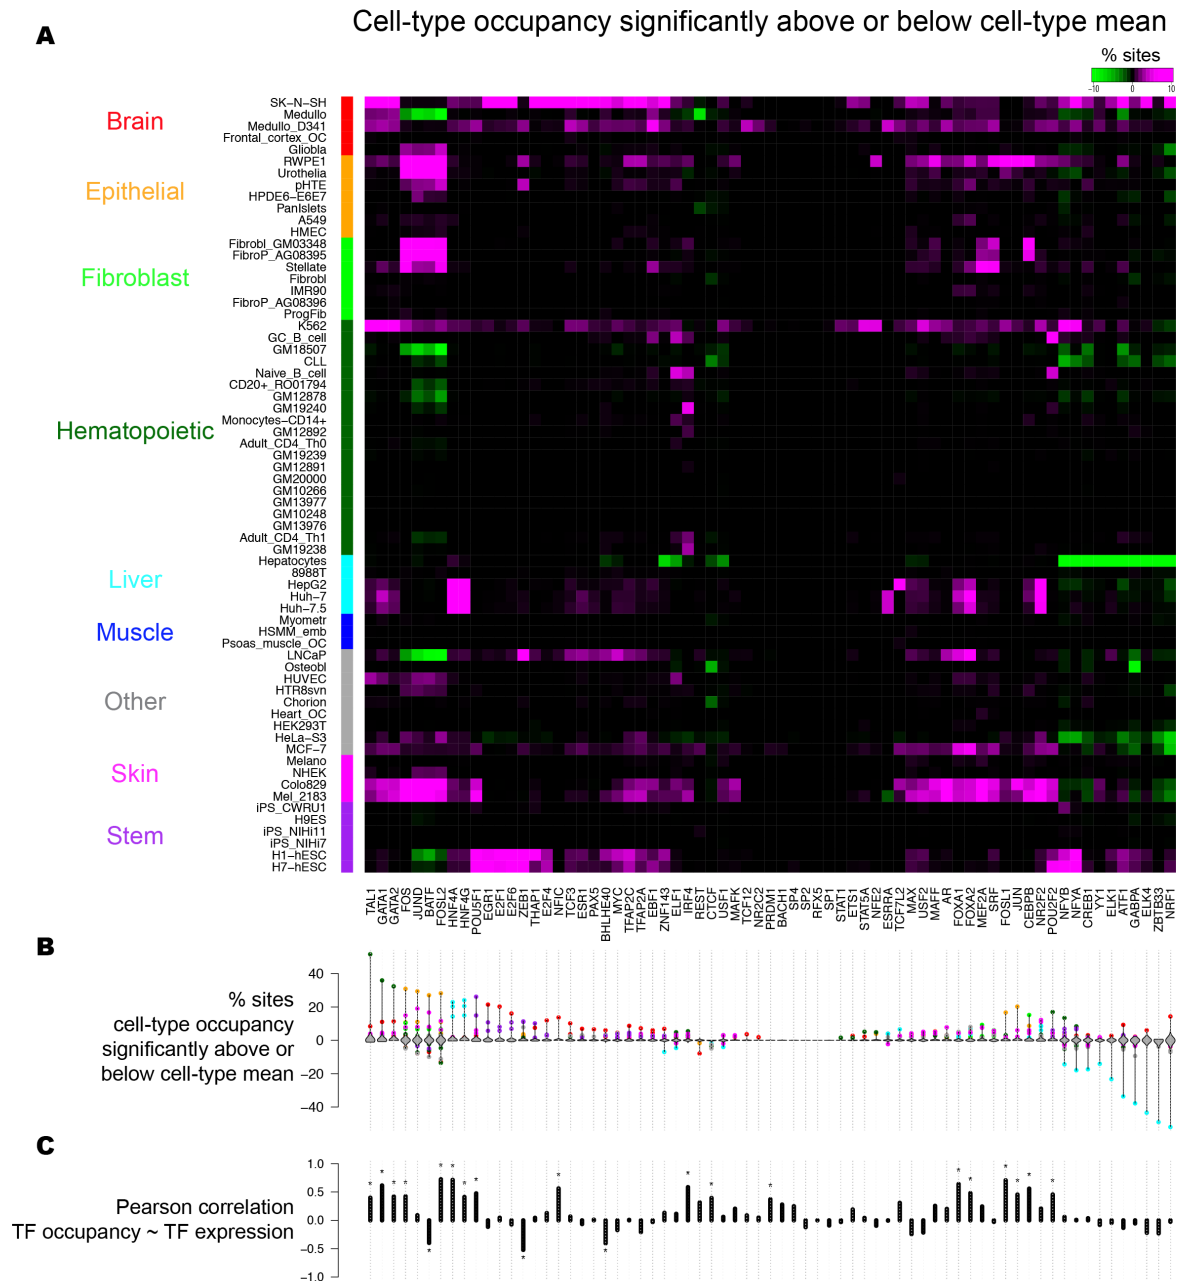 Cell-type occupancy significantly above or below cell-type mean
A
% sites
−10
0
10
Brain
Epithelial
Fibroblast
Hematopoietic
Liver
Muscle
Other
Skin
Stem
SK−N−SH
Medullo
Medullo_D341
Frontal_cortex_OC
Gliobla
RWPE1
Urothelia
pHTE
HPDE6−E6E7
PanIslets
A549
HMEC
Fibrobl_GM03348
FibroP_AG08395
Stellate
Fibrobl
IMR90
FibroP_AG08396
ProgFib
K562
GC_B_cell
GM18507
CLL
Naive_B_cell
CD20+_RO01794
GM12878
GM19240
Monocytes−CD14+
GM12892
Adult_CD4_Th0
GM19239
GM12891
GM20000
GM10266
GM13977
GM10248
GM13976
Adult_CD4_Th1
GM19238
Hepatocytes
8988T
HepG2
Huh−7
Huh−7.5
Myometr
HSMM_emb
Psoas_muscle_OC
LNCaP
Osteobl
HUVEC
HTR8svn
Chorion
Heart_OC
HEK293T
HeLa−S3
MCF−7
Melano
NHEK
Colo829
Mel_2183
iPS_CWRU1
H9ES
iPS_NIHi11
iPS_NIHi7
H1−hESC
H7−hESC
TAL1
GATA1
GATA2
FOS
JUND
BATF
FOSL2
HNF4A
HNF4G
POU5F1
EGR1
E2F1
E2F6
ZEB1
THAP1
E2F4
NFIC
TCF3
ESR1
PAX5
BHLHE40
MYC
TFAP2C
TFAP2A
EBF1
ZNF143
ELF1
IRF4
REST
CTCF
USF1
MAFK
TCF12
NR2C2
PRDM1
BACH1
SP4
SP2
RFX5
SP1
STAT1
ETS1
STAT5A
NFE2
ESRRA
TCF7L2
MAX
USF2
MAFF
AR
FOXA1
FOXA2
MEF2A
SRF
FOSL1
JUN
CEBPB
NR2F2
POU2F2
NFYB
NFYA
CREB1
YY1
ELK1
ATF1
GABPA
ELK4
ZBTB33
NRF1
B
% sites
cell-type occupancy
significantly above or
below cell-type mean
40
20
0
−20
−40
C
Pearson correlation
TF occupancy ~ TF expression
1.0
0.5
0.0
−0.5
−1.0